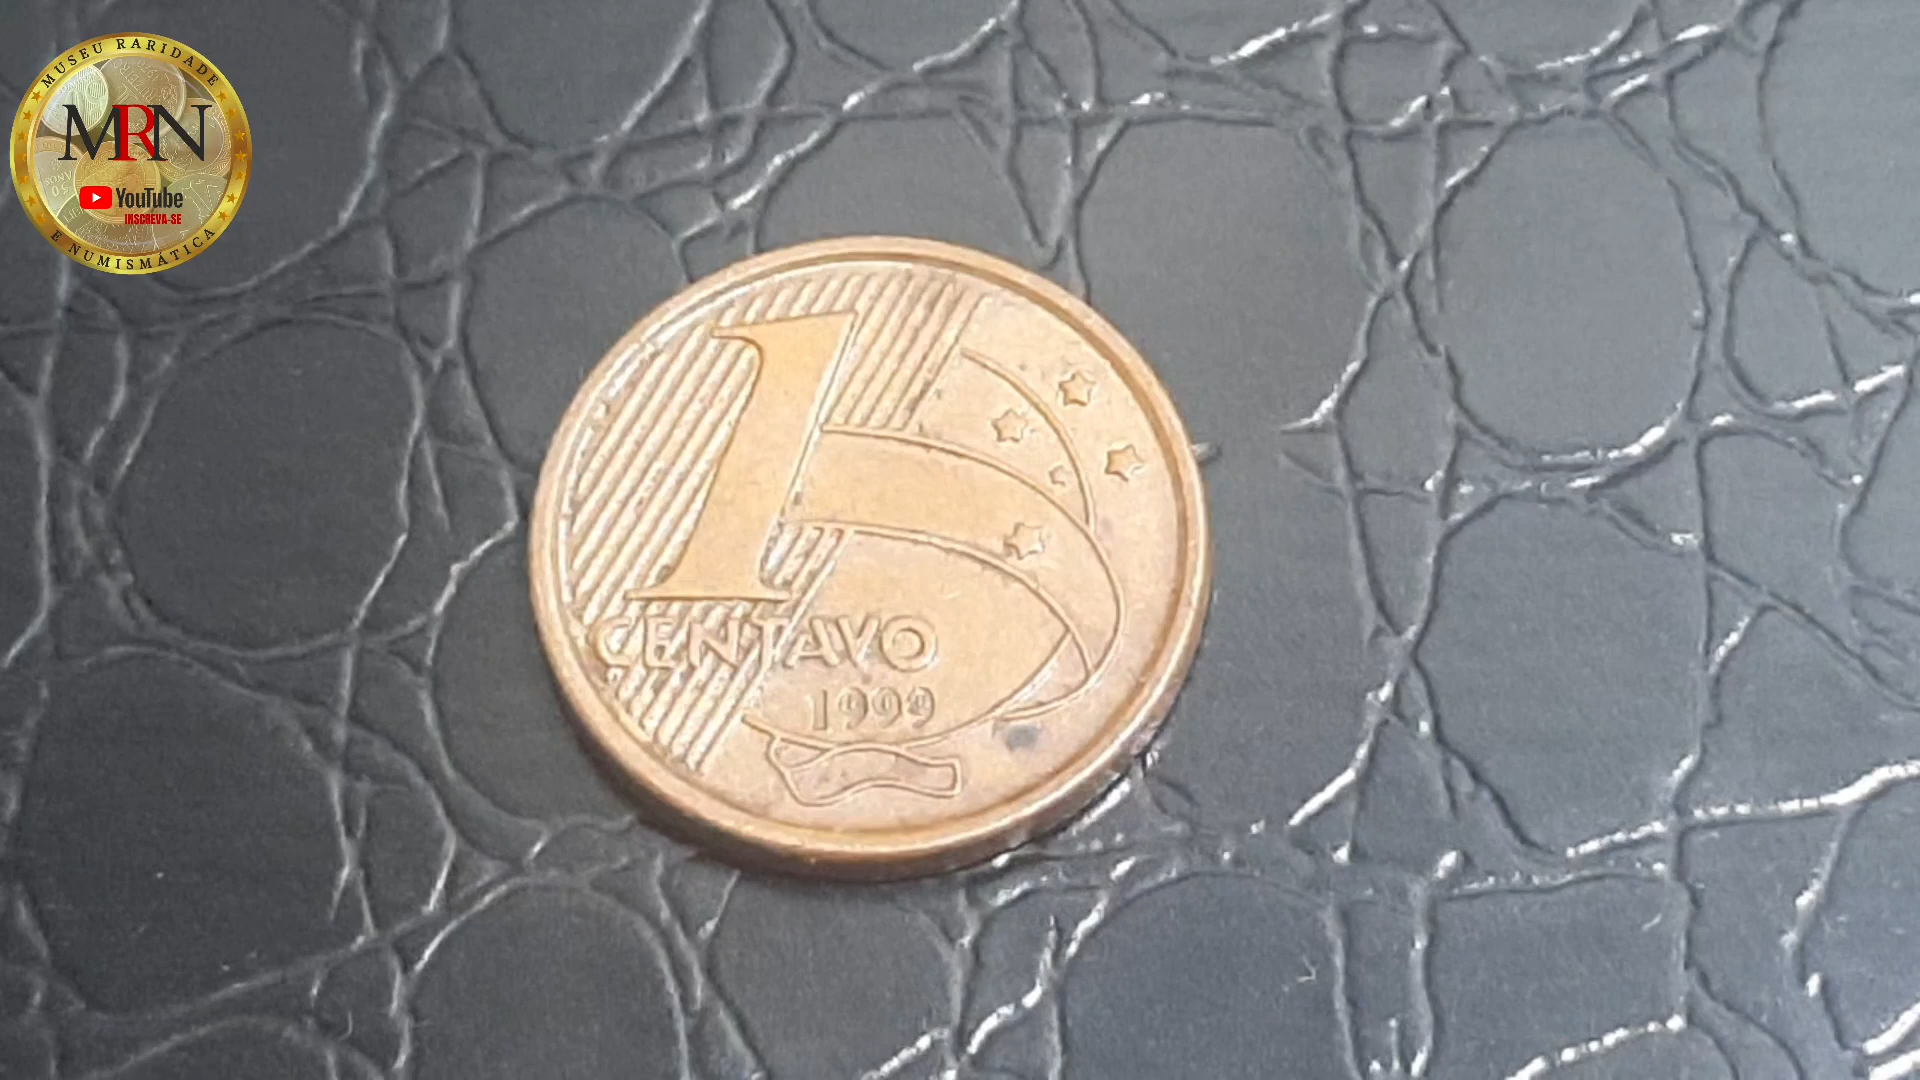 MUSEU RARIDADE
MRN
YouTube
INSCREVA-SE
E NUMISMÁTICA
1
CENTAVO
1999